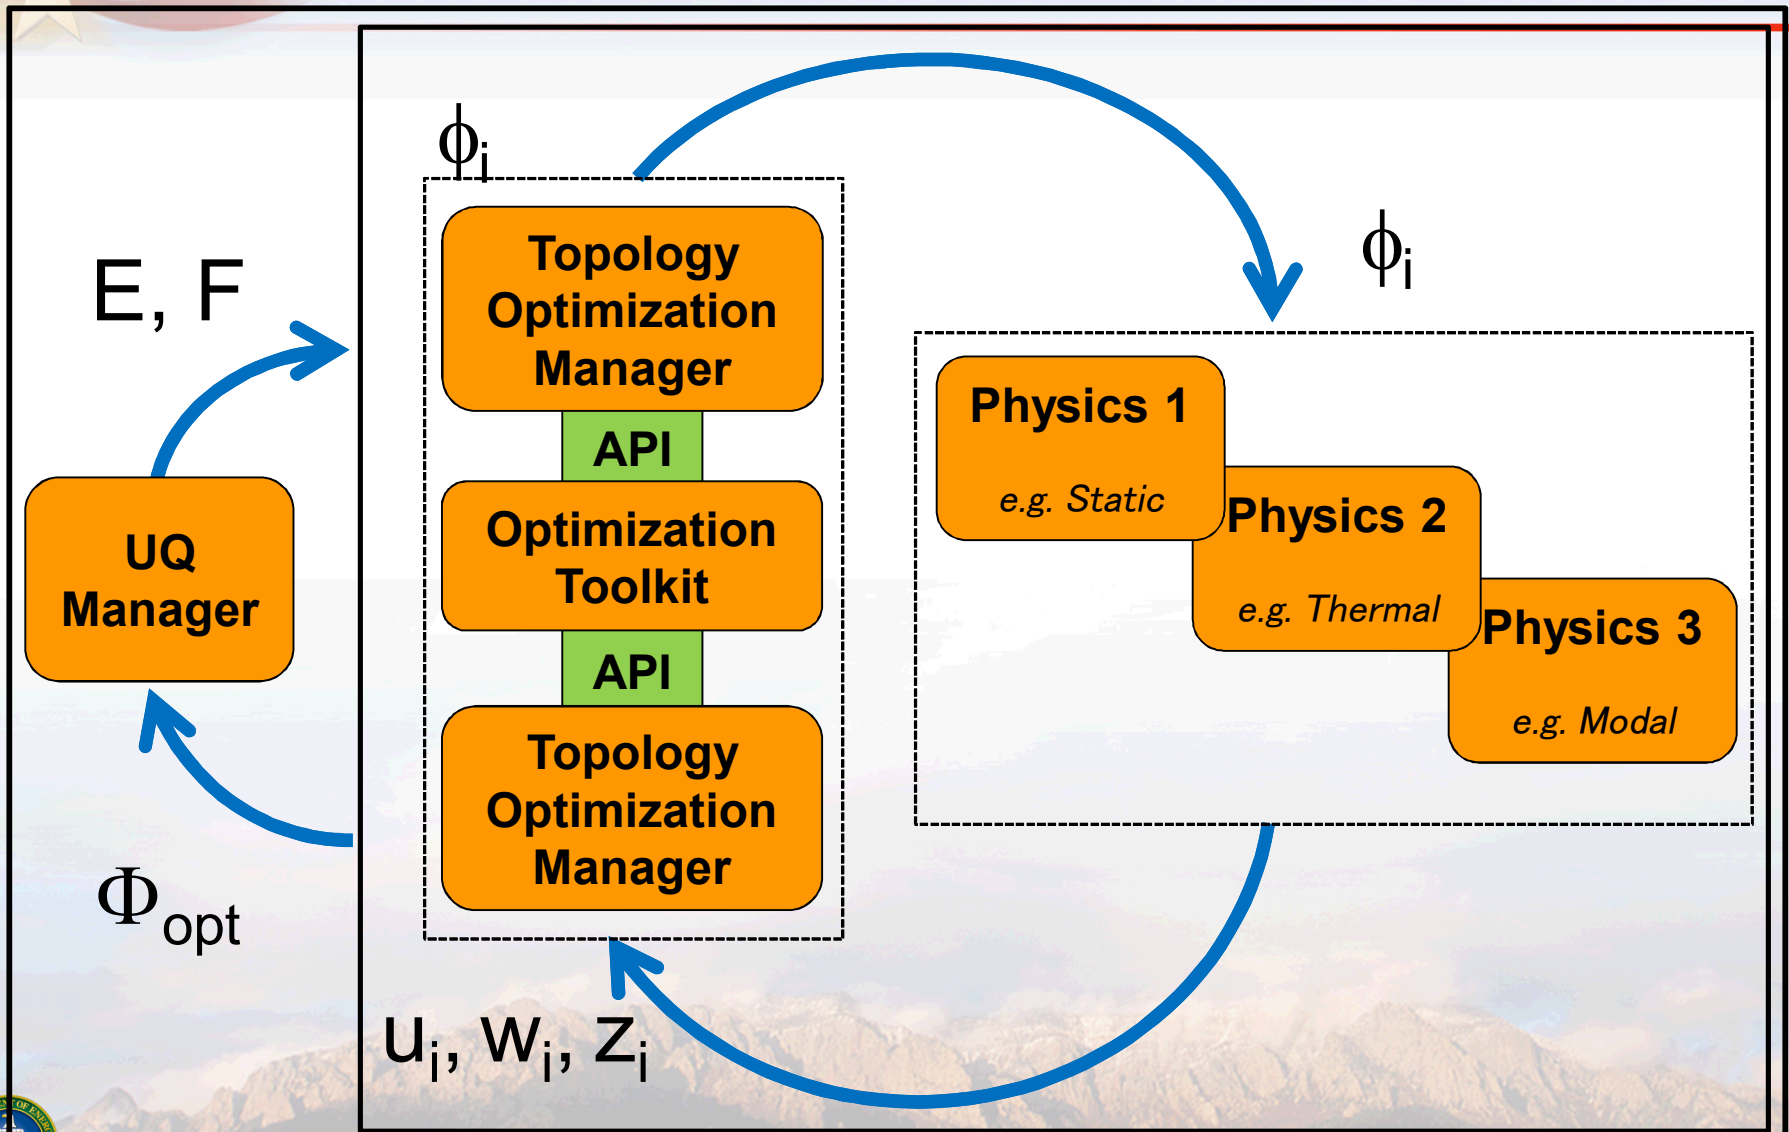 ϕi
ϕi
E, F
Topology
Optimization
Manager
API
Optimization
Toolkit
API
Topology
Optimization
Manager
Physics 1
e.g. Static
Physics 2
e.g. Thermal
Physics 3
e.g. Modal
UQ
Manager
Φopt
ui, wi, zi